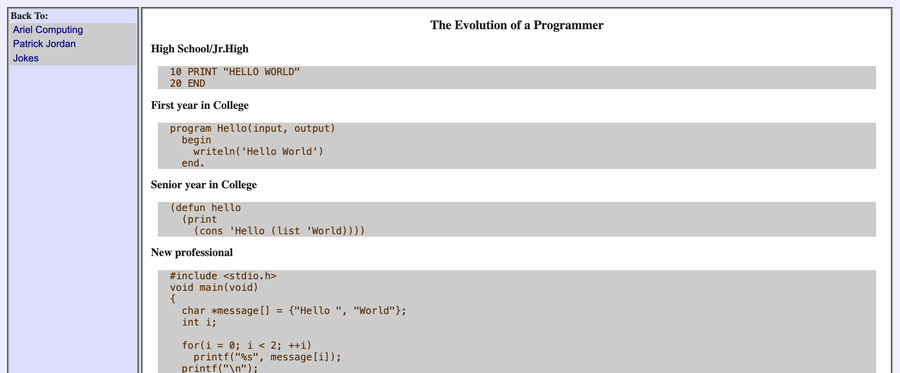 Back To:
Ariel Computing
Patrick Jordan
Jokes
The Evolution of a Programmer
High School/Jr.High
10 PRINT "HELLO WORLD"
20 END
First year in College
program Hello(input, output)
  begin
    writeln('Hello World')
  end.
Senior year in College
(defun hello
  (print
    (cons 'Hello (list 'World))))
New professional
#include <stdio.h>
void main(void)
{
  char *message[] = {"Hello ", "World"};
  int i;

  for(i = 0; i < 2; ++i)
    printf("%s", message[i]);
  printf("\n");